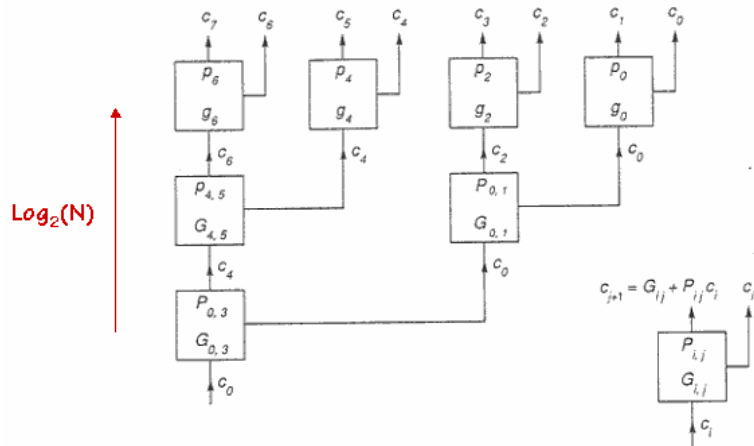 c₇ c₆ c₅ c₄ c₃ c₂ c₁ c₀
p₆ p₄ p₂ p₀
g₆ g₄ g₂ g₀
c₆ c₄ c₂ c₀
p₄,₅ P₀,₁
Log₂(N)
G₄,₅ G₀,₁
c₄ c₀
P₀,₃
G₀,₃
c₀
cⱼ₊₁ = Gᵢⱼ + Pᵢⱼ cᵢ cᵢ
Pᵢ,ⱼ
Gᵢ,ⱼ
cᵢ